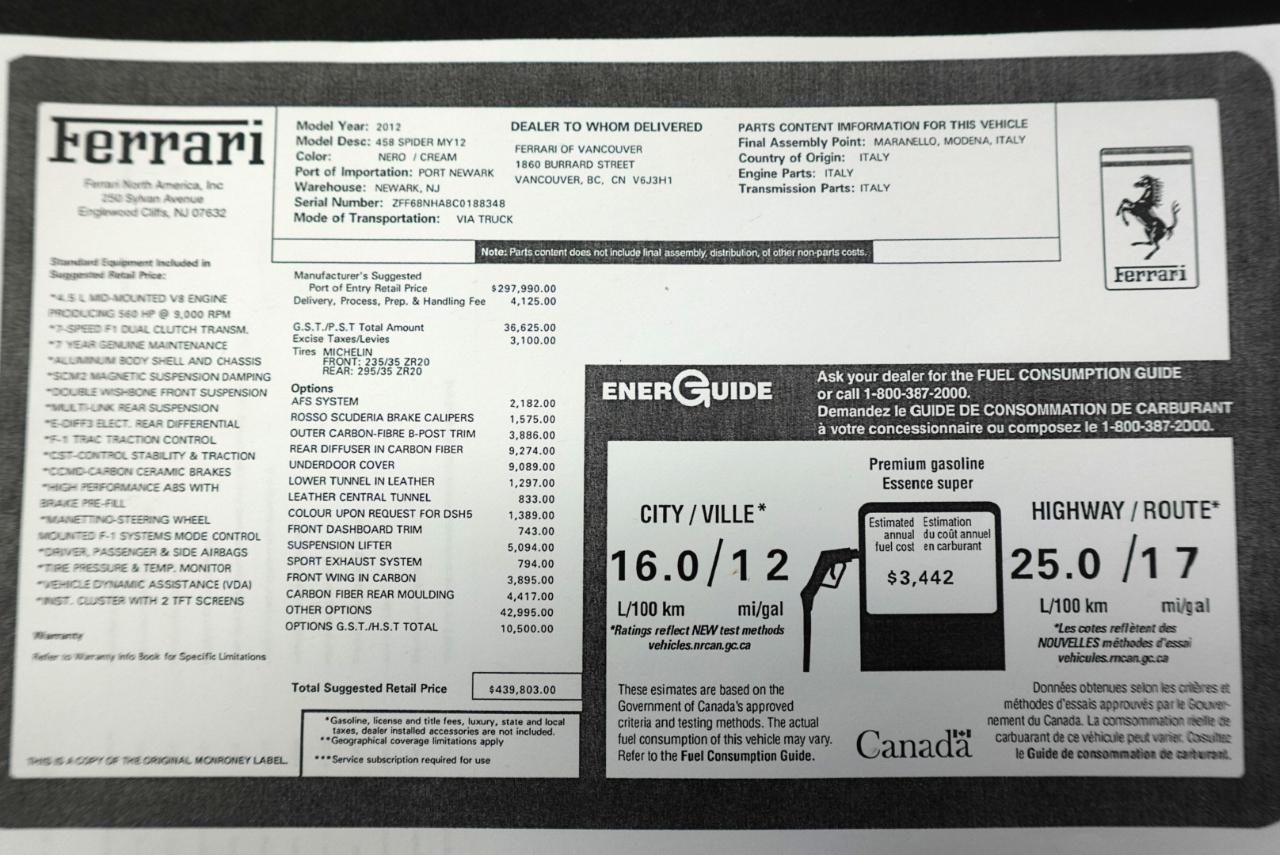 Ferrari
Ferrari North America, Inc
250 Sylvan Avenue
Englewood Cliffs, NJ 07632
Model Year: 2012
Model Desc: 458 SPIDER MY12
Color: NERO / CREAM
Port of Importation: PORT NEWARK
Warehouse: NEWARK, NJ
Serial Number: ZFF68NHA8C0188348
Mode of Transportation: VIA TRUCK
DEALER TO WHOM DELIVERED
FERRARI OF VANCOUVER
1860 BURRARD STREET
VANCOUVER, BC, CN V6J3H1
PARTS CONTENT IMFORMATION FOR THIS VEHICLE
Final Assembly Point: MARANELLO, MODENA, ITALY
Country of Origin: ITALY
Engine Parts: ITALY
Transmission Parts: ITALY
Ferrari
Note: Parts content does not include final assembly, distribution, of other non-parts costs.
Standard Equipment Included in
Suggested Retail Price:
*4.5 L MID-MOUNTED V8 ENGINE
PRODUCING 560 HP @ 9,000 RPM
*7-SPEED F1 DUAL CLUTCH TRANSM.
*7 YEAR GENUINE MAINTENANCE
*ALUMINUM BODY SHELL AND CHASSIS
*SCM2 MAGNETIC SUSPENSION DAMPING
*DOUBLE WISHBONE FRONT SUSPENSION
*MULTI-LINK REAR SUSPENSION
*E-DIFF3 ELECT. REAR DIFFERENTIAL
*F-1 TRAC TRACTION CONTROL
*CST-CONTROL STABILITY & TRACTION
*CCMD-CARBON CERAMIC BRAKES
*HIGH PERFORMANCE ABS WITH
BRAKE PRE-FILL
*MANETTINO-STEERING WHEEL
MOUNTED F-1 SYSTEMS MODE CONTROL
*DRIVER, PASSENGER & SIDE AIRBAGS
*TIRE PRESSURE & TEMP. MONITOR
*VEHICLE DYNAMIC ASSISTANCE (VDA)
*INST. CLUSTER WITH 2 TFT SCREENS
Warranty
Refer to Warranty Info Book for Specific Limitations
THIS IS A COPY OF THE ORIGINAL MONRONEY LABEL.
Manufacturer's Suggested
Port of Entry Retail Price $297,990.00
Delivery, Process, Prep. & Handling Fee 4,125.00
G.S.T./P.S.T Total Amount 36,625.00
Excise Taxes/Levies 3,100.00
Tires MICHELIN
FRONT: 235/35 ZR20
REAR: 295/35 ZR20
Options
AFS SYSTEM 2,182.00
ROSSO SCUDERIA BRAKE CALIPERS 1,575.00
OUTER CARBON-FIBRE B-POST TRIM 3,886.00
REAR DIFFUSER IN CARBON FIBER 9,274.00
UNDERDOOR COVER 9,089.00
LOWER TUNNEL IN LEATHER 1,297.00
LEATHER CENTRAL TUNNEL 833.00
COLOUR UPON REQUEST FOR DSH5 1,389.00
FRONT DASHBOARD TRIM 743.00
SUSPENSION LIFTER 5,094.00
SPORT EXHAUST SYSTEM 794.00
FRONT WING IN CARBON 3,895.00
CARBON FIBER REAR MOULDING 4,417.00
OTHER OPTIONS 42,995.00
OPTIONS G.S.T./H.S.T TOTAL 10,500.00
Total Suggested Retail Price $439,803.00
*Gasoline, license and title fees, luxury, state and local
taxes, dealer installed accessories are not included.
**Geographical coverage limitations apply
***Service subscription required for use
ENERGUIDE
Ask your dealer for the FUEL CONSUMPTION GUIDE
or call 1-800-387-2000.
Demandez le GUIDE DE CONSOMMATION DE CARBURANT
à votre concessionnaire ou composez le 1-800-387-2000.
Premium gasoline
Essence super
CITY / VILLE*
16.0/12
L/100 km mi/gal
*Ratings reflect NEW test methods
vehicles.nrcan.gc.ca
Estimated annual fuel cost
Estimation du coût annuel en carburant
$3,442
HIGHWAY / ROUTE*
25.0 /17
L/100 km mi/gal
*Les cotes reflètent des
NOUVELLES méthodes d'essai
vehicules.rncan.gc.ca
These esimates are based on the
Government of Canada's approved
criteria and testing methods. The actual
fuel consumption of this vehicle may vary.
Refer to the Fuel Consumption Guide.
Canada
Données obtenues selon les critères et
méthodes d'essais approuvés par le Gouver-
nement du Canada. La comsommation réelle de
carbuarant de ce véhicule peut varier. Consultez
le Guide de consommation de carburant.